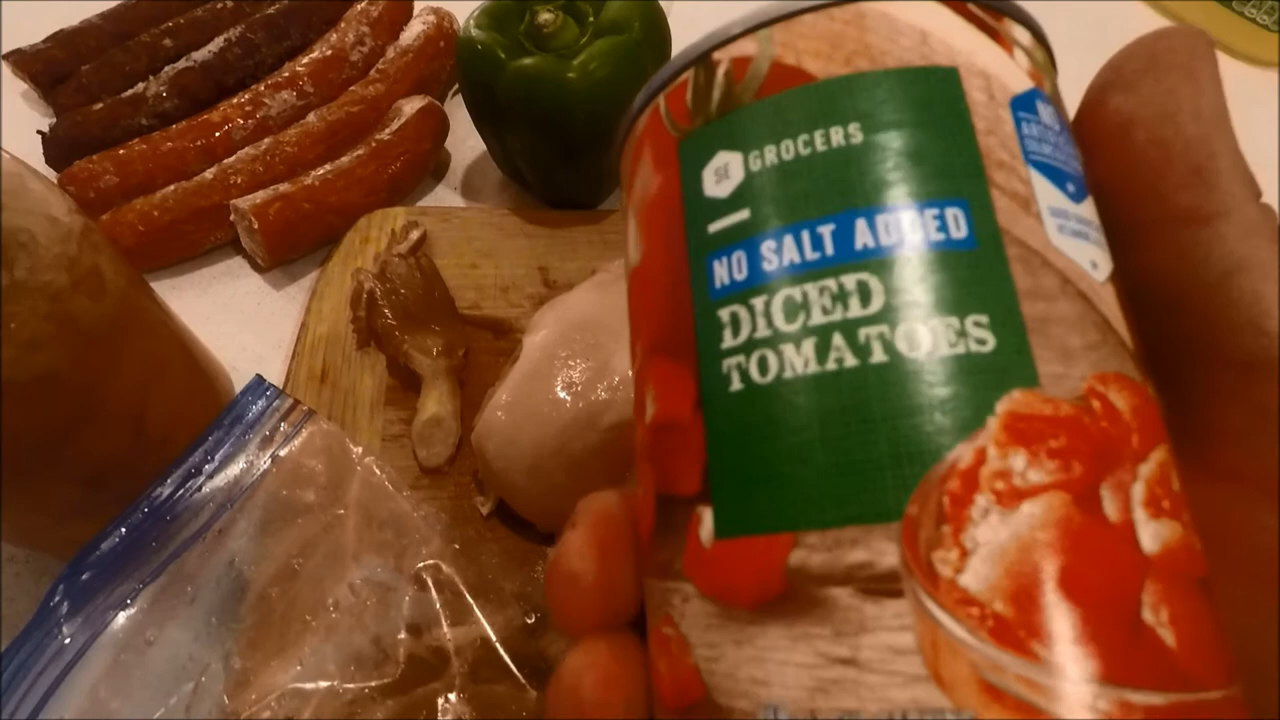 SE GROCERS
NO SALT ADDED
DICED
TOMATOES
NO